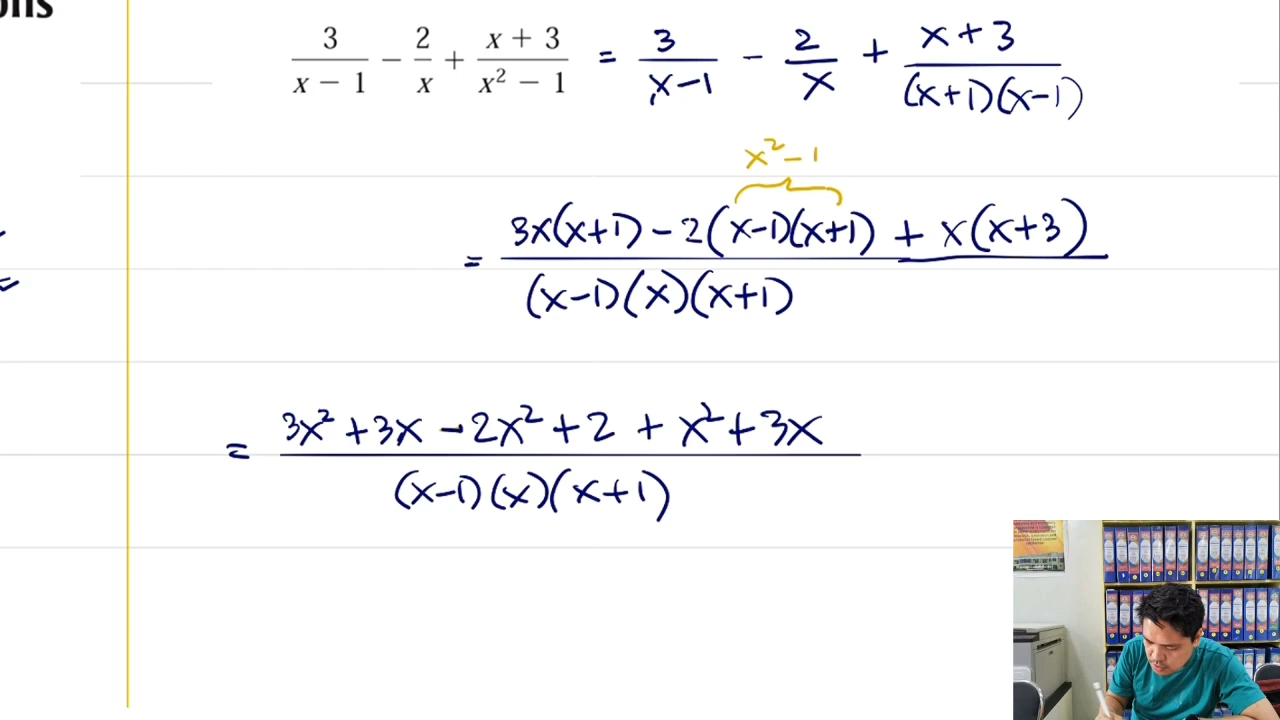 ons
3/(x − 1) − 2/x + (x + 3)/(x² − 1) = 3/(x−1) − 2/x + (x+3)/((x+1)(x−1))
x²−1
= (3x(x+1) − 2(x−1)(x+1) + x(x+3))/((x−1)(x)(x+1))
= (3x² + 3x − 2x² + 2 + x² + 3x)/((x−1)(x)(x+1))